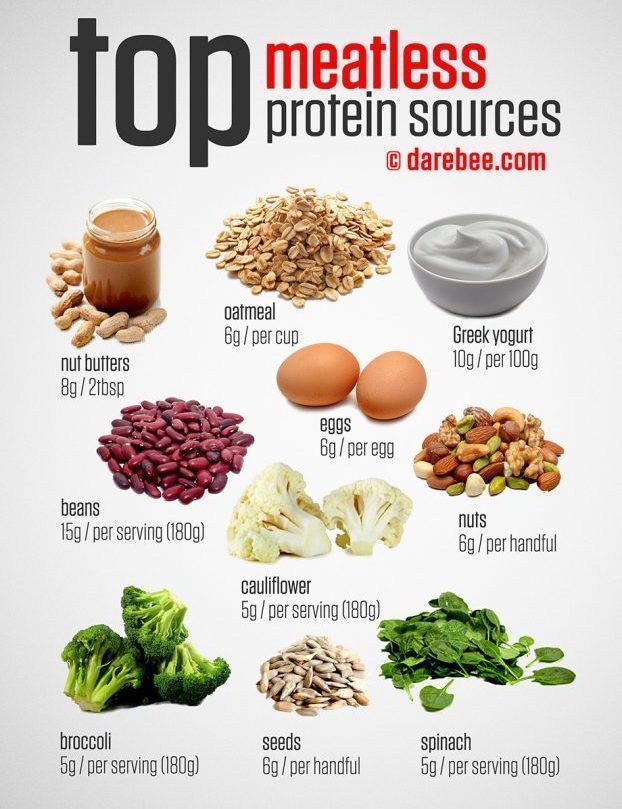 top meatless
protein sources
© darebee.com
nut butters
8g / 2tbsp
oatmeal
6g / per cup
Greek yogurt
10g / per 100g
eggs
6g / per egg
beans
15g / per serving (180g)
nuts
6g / per handful
cauliflower
5g / per serving (180g)
broccoli
5g / per serving (180g)
seeds
6g / per handful
spinach
5g / per serving (180g)